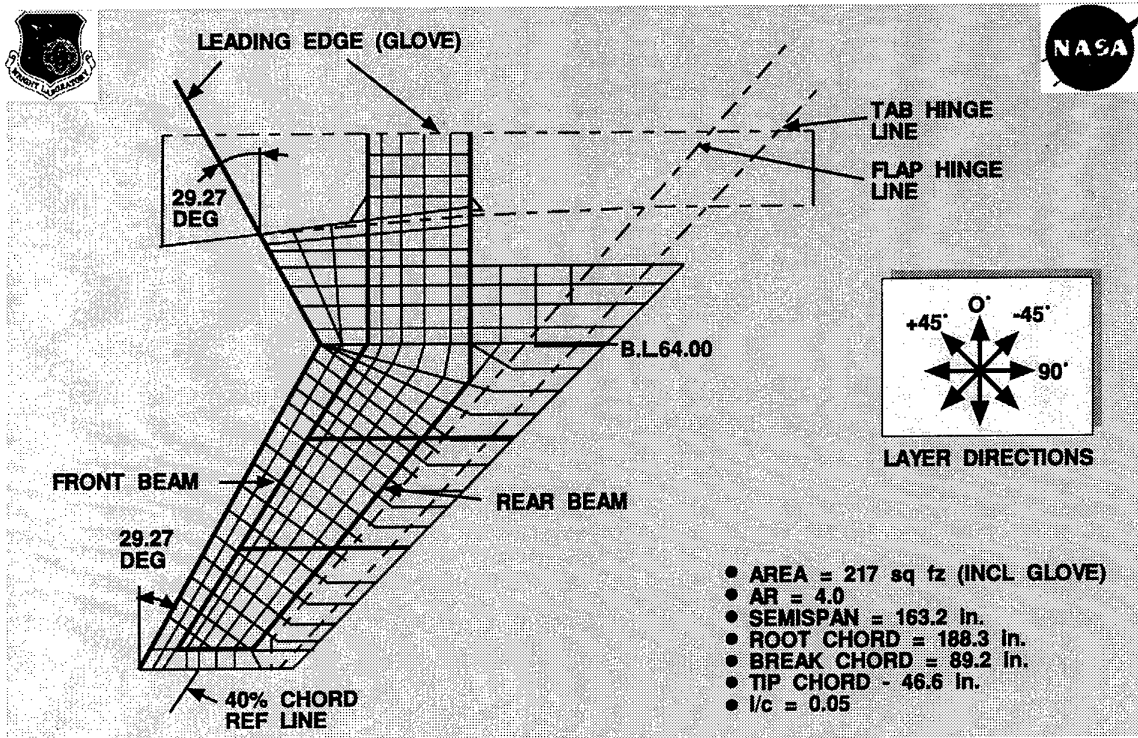 WRIGHT LABORATORY
LEADING EDGE (GLOVE)
NASA
TAB HINGE
LINE
FLAP HINGE
LINE
29.27
DEG
O°
+45°
-45°
90°
B.L.64.00
LAYER DIRECTIONS
FRONT BEAM
REAR BEAM
29.27
DEG
● AREA = 217 sq fz (INCL GLOVE)
● AR = 4.0
● SEMISPAN = 163.2 in.
● ROOT CHORD = 188.3 in.
● BREAK CHORD = 89.2 in.
● TIP CHORD - 46.6 in.
● l/c = 0.05
40% CHORD
REF LINE